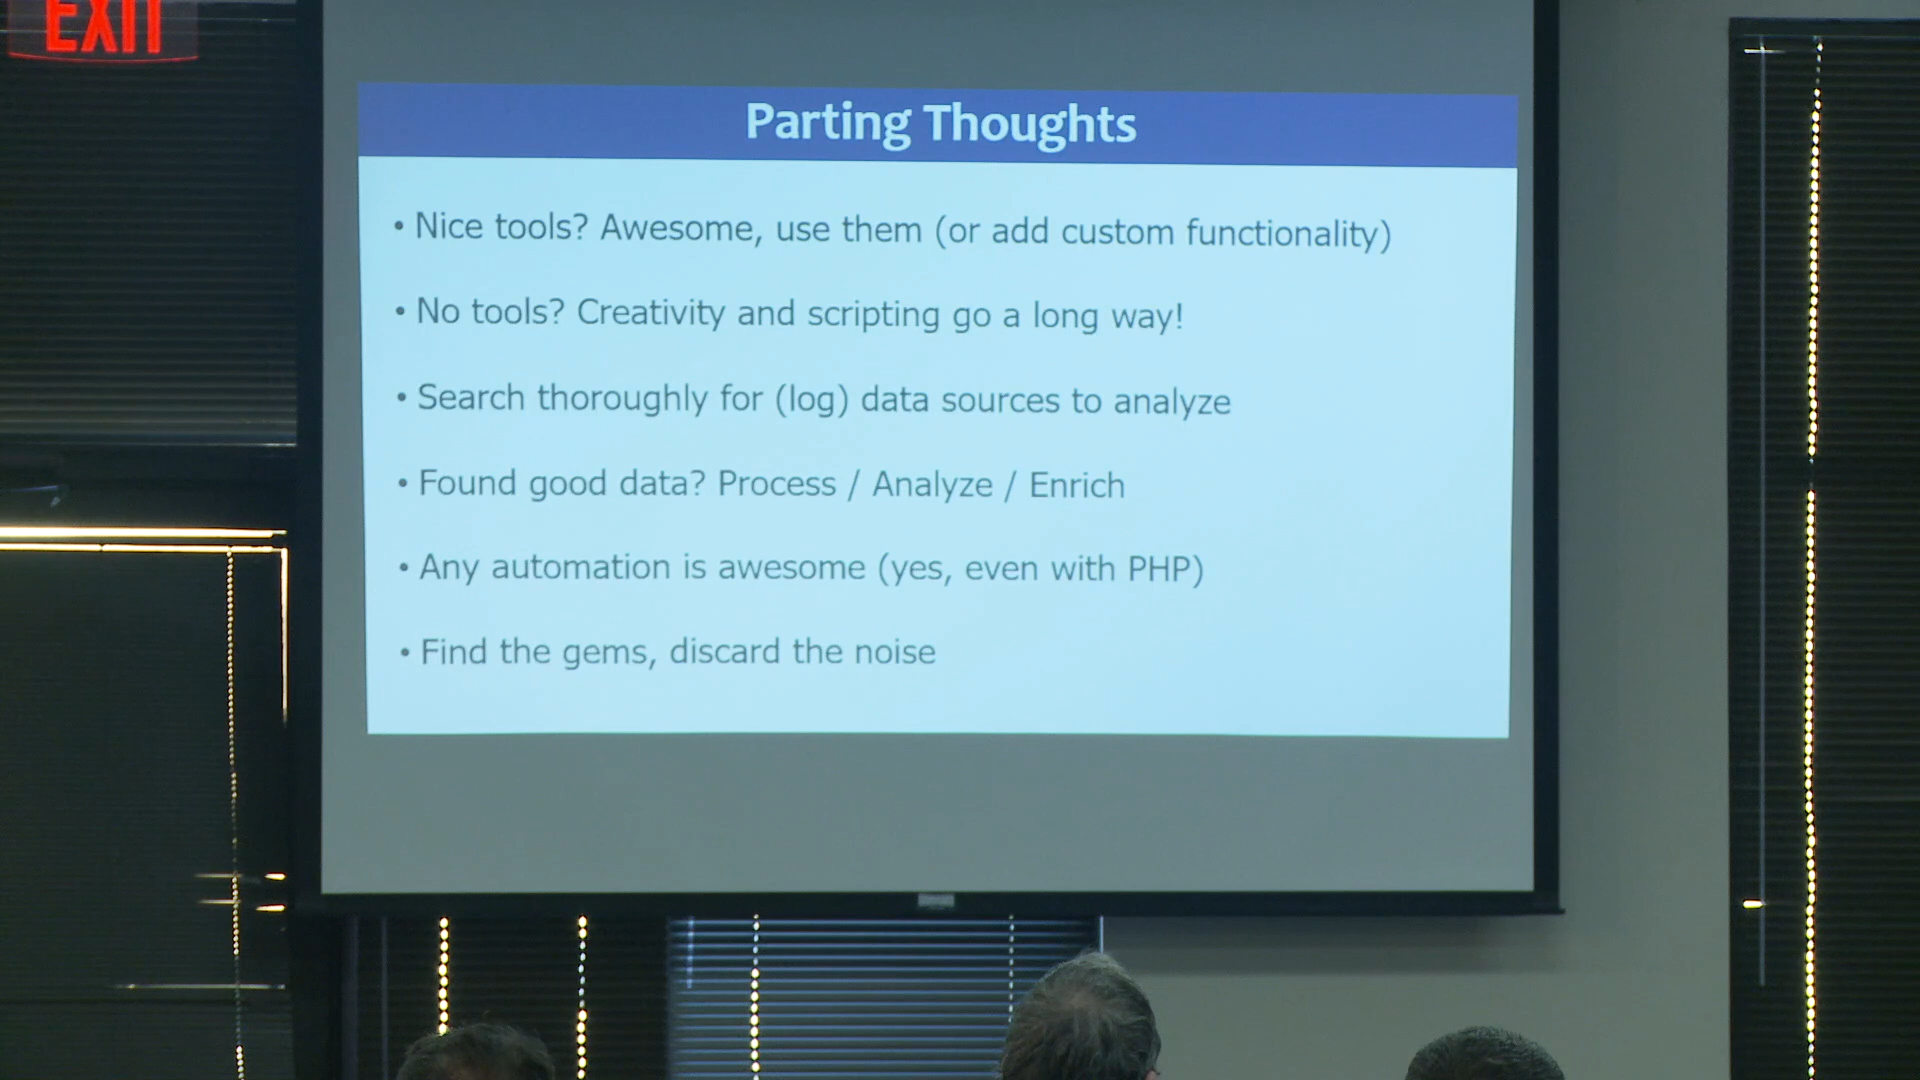 EXIT
Parting Thoughts
• Nice tools? Awesome, use them (or add custom functionality)
• No tools? Creativity and scripting go a long way!
• Search thoroughly for (log) data sources to analyze
• Found good data? Process / Analyze / Enrich
• Any automation is awesome (yes, even with PHP)
• Find the gems, discard the noise